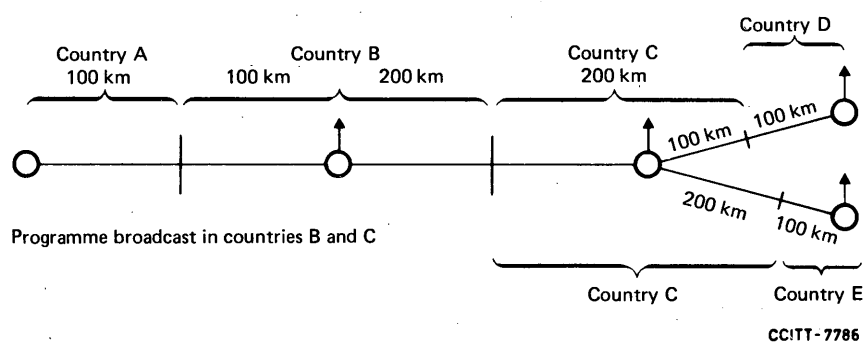 Country A
100 km
Country B
100 km 200 km
Country C
200 km
Country D
100 km
100 km
200 km
100 km
Programme broadcast in countries B and C
Country C
Country E
CCITT-7786